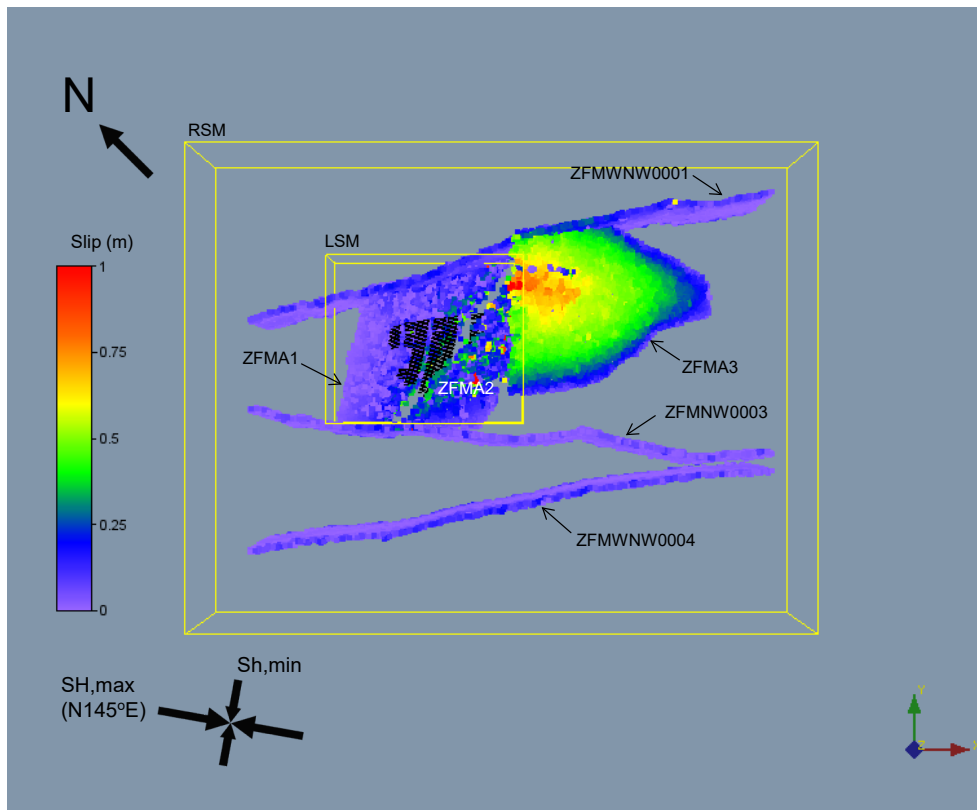 N
RSM
ZFMWNW0001
Slip (m)
LSM
1
0.75
ZFMA1
ZFMA3
ZFMA2
ZFMNW0003
0.5
0.25
ZFMWNW0004
0
Sh,min
SH,max
(N145ºE)
Y
Z
X